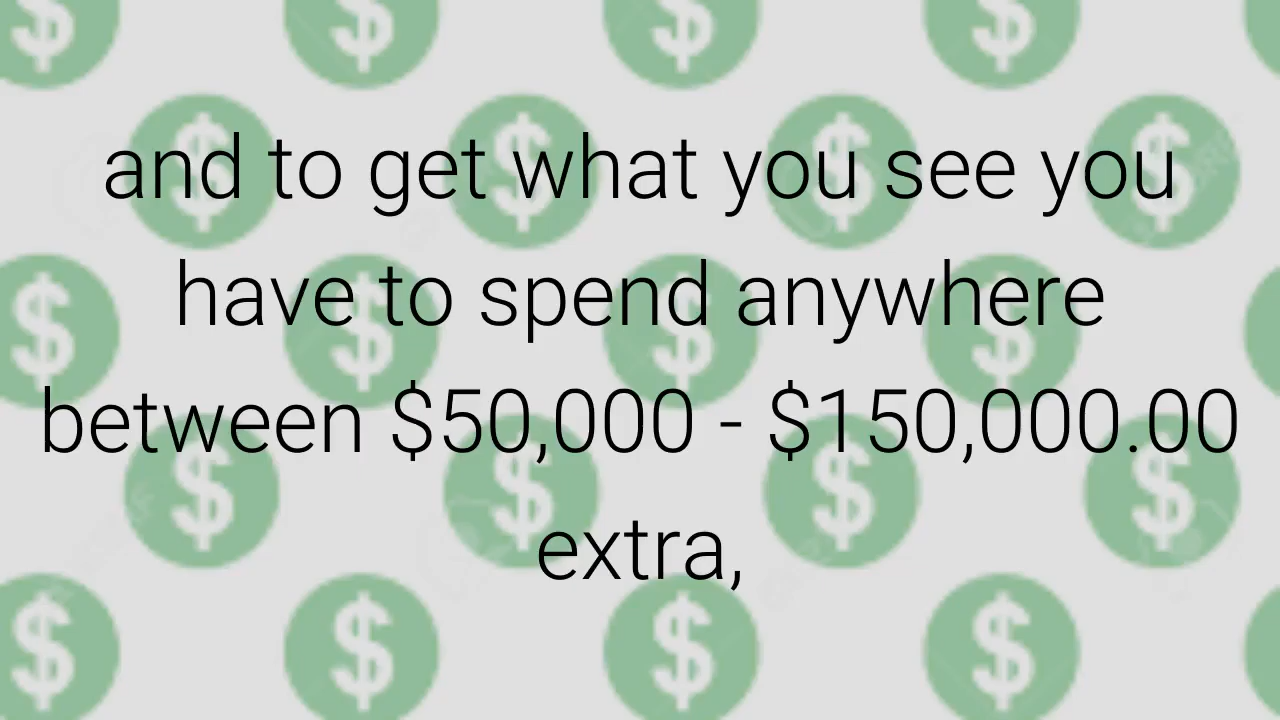 and to get what you see you
have to spend anywhere
between $50,000 - $150,000.00
extra,